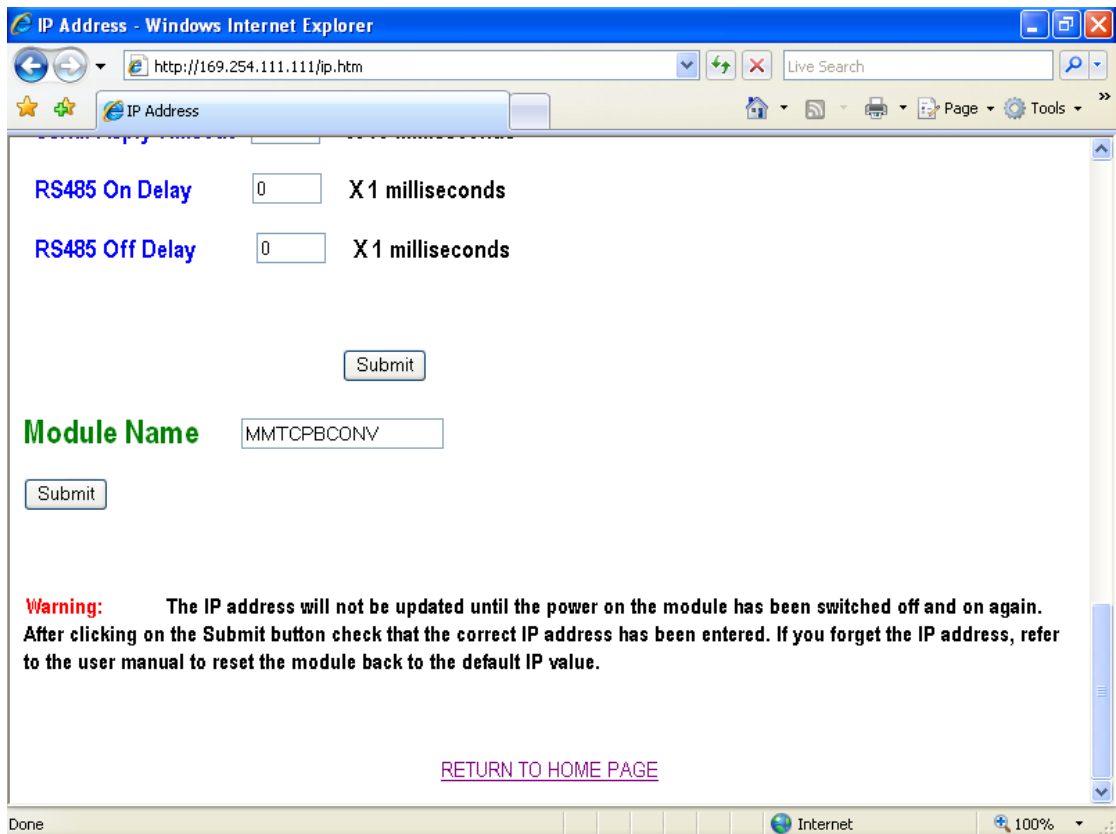 IP Address - Windows Internet Explorer
http://169.254.111.111/ip.htm
Live Search
IP Address
Page
Tools
RS485 On Delay 0 X 1 milliseconds
RS485 Off Delay 0 X 1 milliseconds
Submit
Module Name MMTCPBCONV
Submit
Warning: The IP address will not be updated until the power on the module has been switched off and on again.
After clicking on the Submit button check that the correct IP address has been entered. If you forget the IP address, refer
to the user manual to reset the module back to the default IP value.
RETURN TO HOME PAGE
Done
Internet
100%